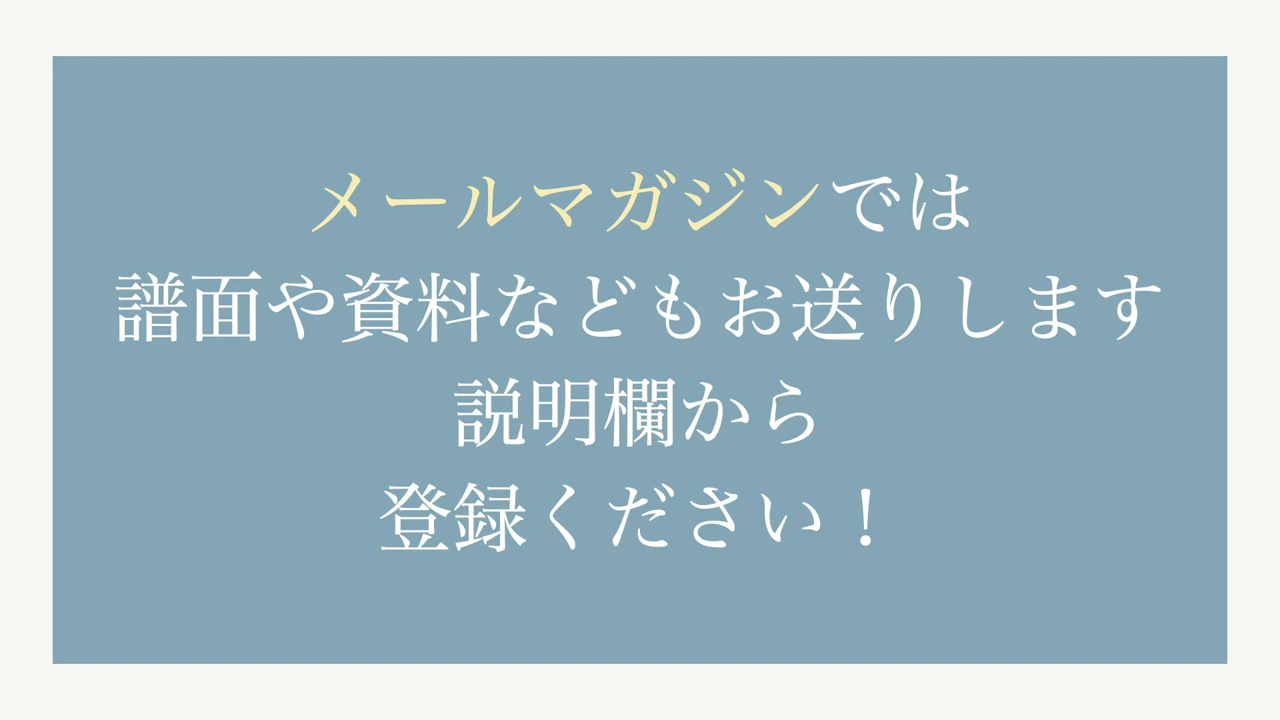 メールマガジンでは
譜面や資料などもお送りします
説明欄から
登録ください！